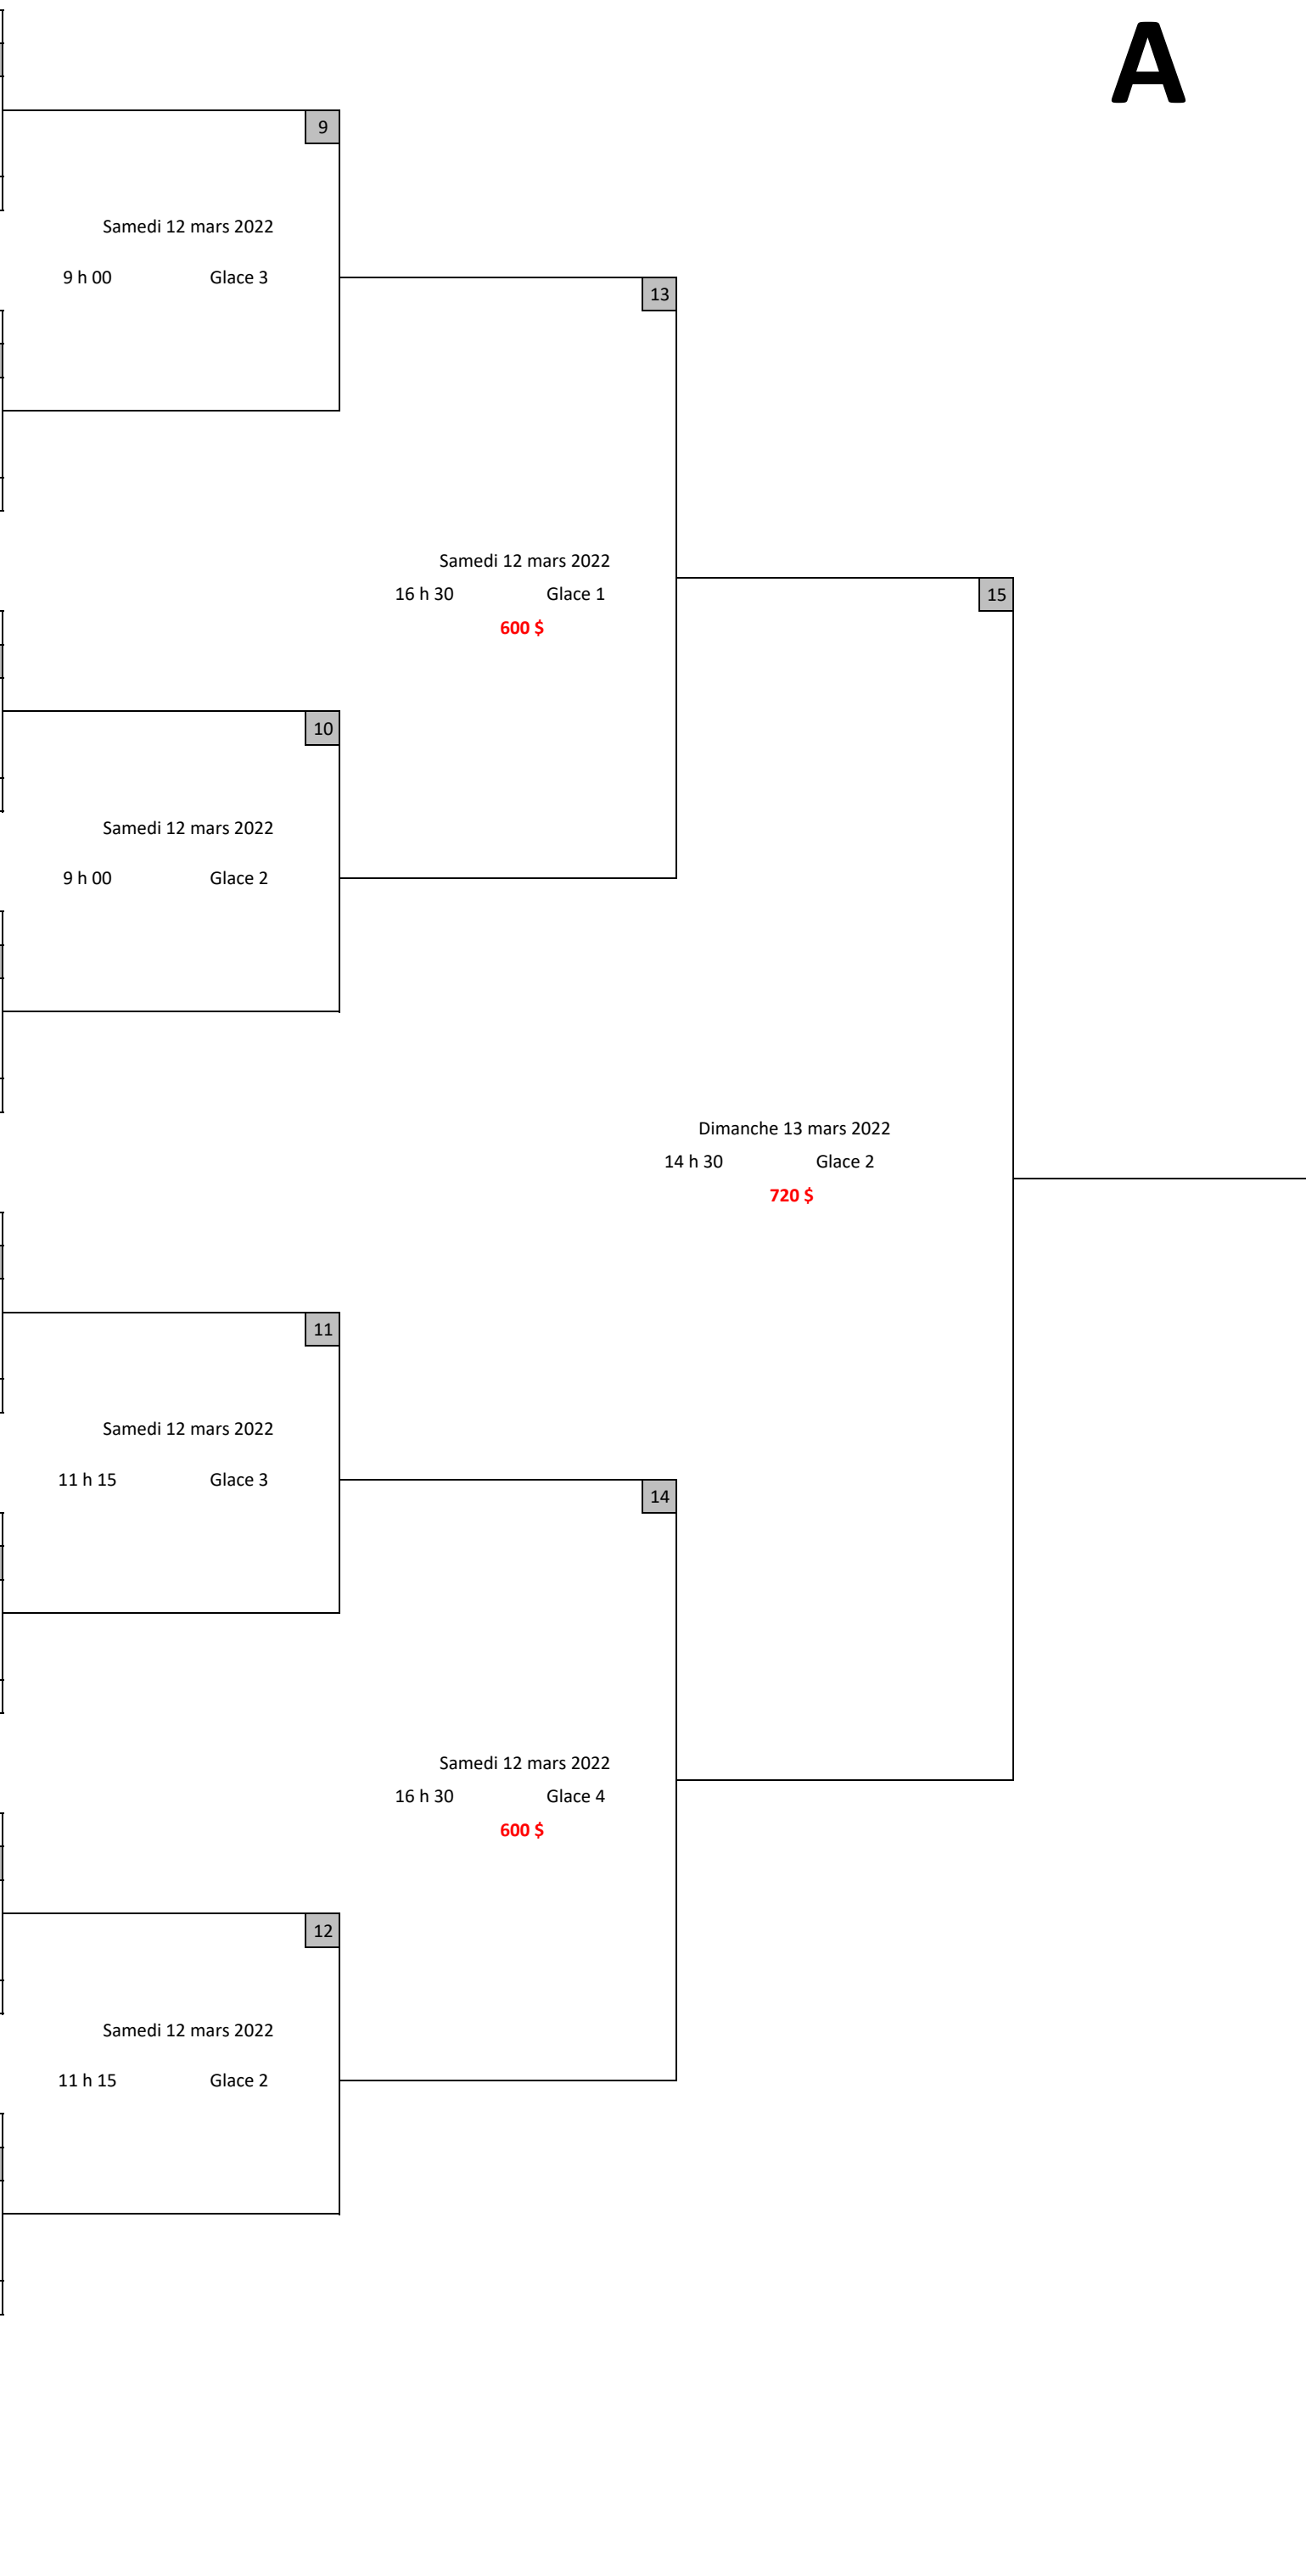 A
9
Samedi 12 mars 2022
9 h 00 Glace 3
13
Samedi 12 mars 2022
16 h 30 Glace 1
600 $
15
10
Samedi 12 mars 2022
9 h 00 Glace 2
Dimanche 13 mars 2022
14 h 30 Glace 2
720 $
11
Samedi 12 mars 2022
11 h 15 Glace 3
14
Samedi 12 mars 2022
16 h 30 Glace 4
600 $
12
Samedi 12 mars 2022
11 h 15 Glace 2